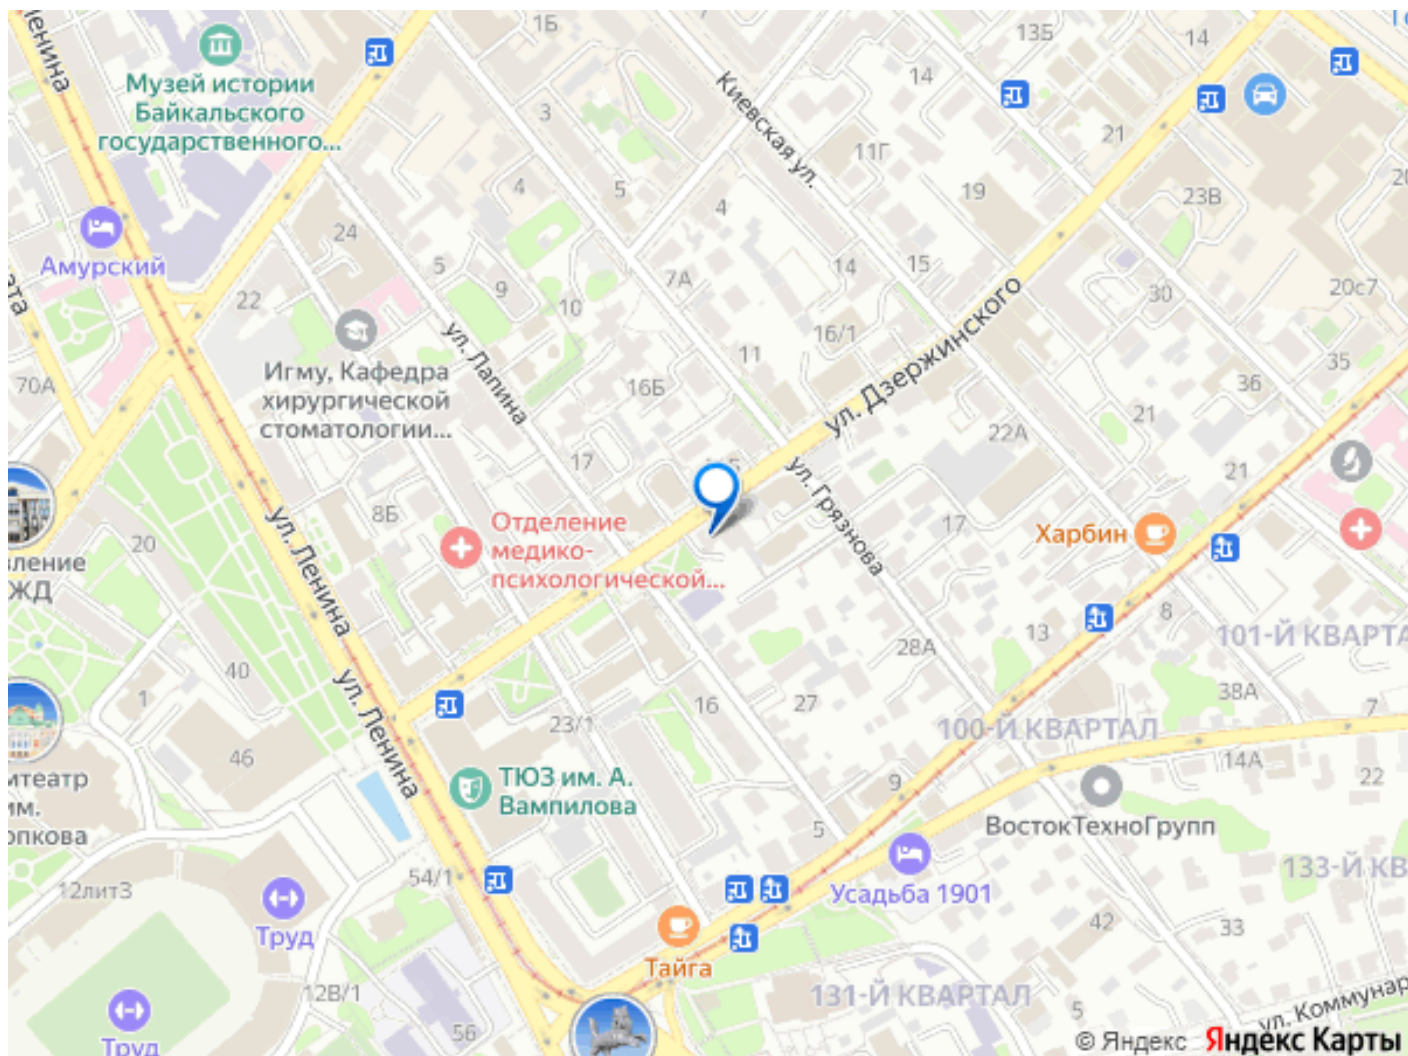 Ленина
1Б
13Б
14
Музей истории
Байкальского
государственного...
Киевская ул.
14
3
21
11Г
4
5
4
19
23В
24
Амурский
5
9
7А
14
15
30
20с7
22
10
16/1
ул. Дзержинского
ул. Лапина
11
35
Игму, Кафедра
хирургической
стоматологии...
70А
16Б
36
21
22А
17
ул. Грязнова
21
8Б
Отделение
медико-
психологической...
17
Харбин
ул. Ленина
20
ЖД
8
13
101-Й КВАРТА
28А
40
1
ул. Ленина
16
27
38А
7
23/1
100-Й КВАРТАЛ
46
14А
22
ТЮЗ им. А.
Вампилова
9
ВостокТехноГрупп
5
54/1
12лит3
Усадьба 1901
133-Й КВ
42
33
Труд
Тайга
12В/1
131-Й КВАРТАЛ
5
ул. Коммунар
56
Труд
© Яндекс Яндекс Карты